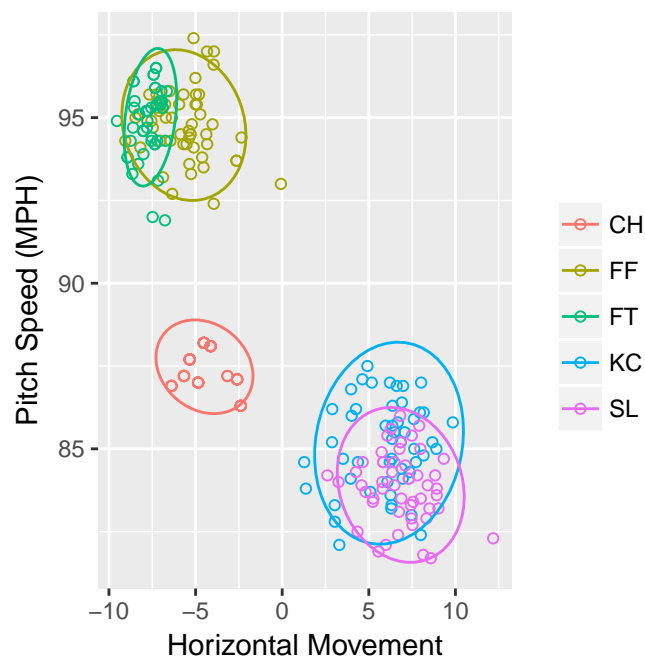 95
90
85
Pitch Speed (MPH)
−10
−5
0
5
10
Horizontal Movement
CH
FF
FT
KC
SL